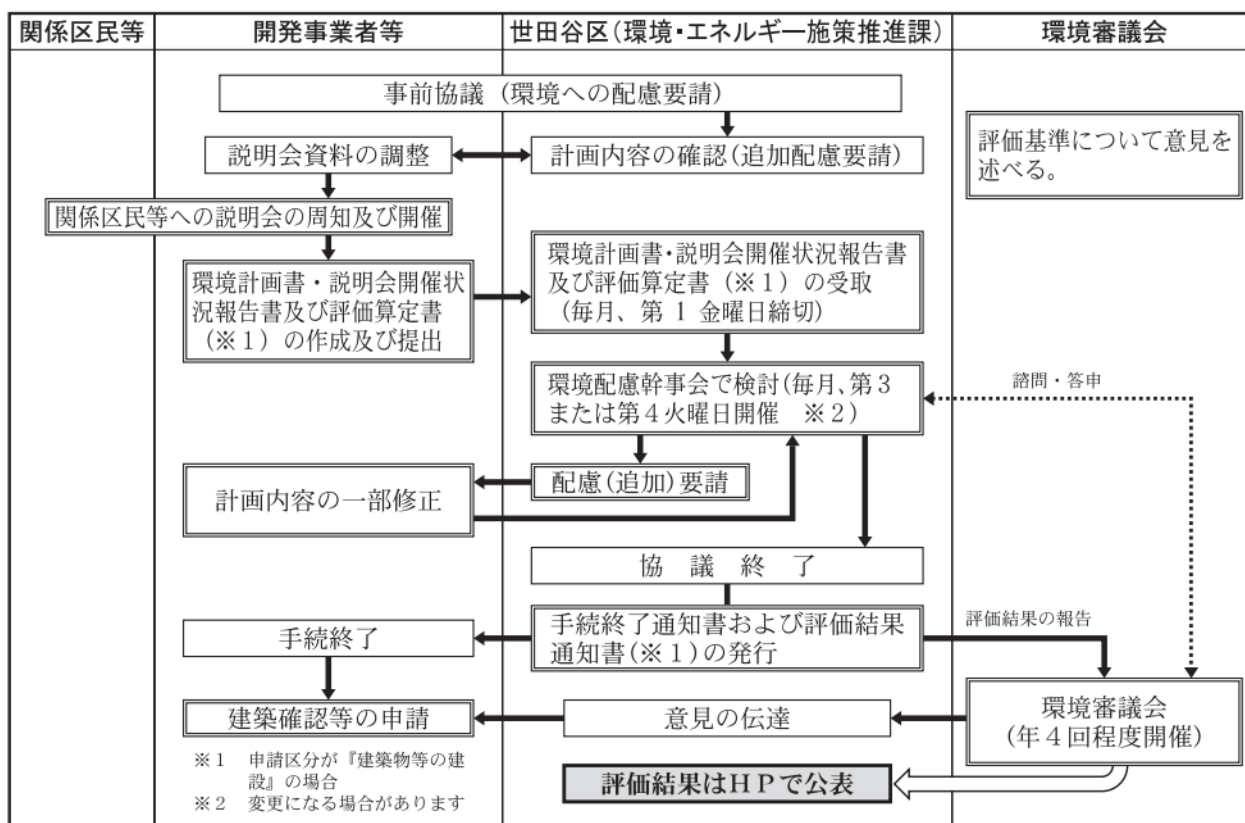 関係区民等
開発事業者等
世田谷区(環境・エネルギー施策推進課)
環境審議会
事前協議(環境への配慮要請)
説明会資料の調整
計画内容の確認(追加配慮要請)
評価基準について意見を
述べる。
関係区民等への説明会の周知及び開催
環境計画書・説明会開催状
況報告書及び評価算定書
(※1)の作成及び提出
環境計画書・説明会開催状況報告書
及び評価算定書(※1)の受取
(毎月、第1金曜日締切)
環境配慮幹事会で検討(毎月、第3
または第4火曜日開催 ※2)
諮問・答申
配慮(追加)要請
計画内容の一部修正
協 議 終 了
手続終了通知書および評価結果
通知書(※1)の発行
手続終了
評価結果の報告
建築確認等の申請
意見の伝達
環境審議会
(年4回程度開催)
※1 申請区分が『建築物等の建
設』の場合
※2 変更になる場合があります
評価結果はHPで公表